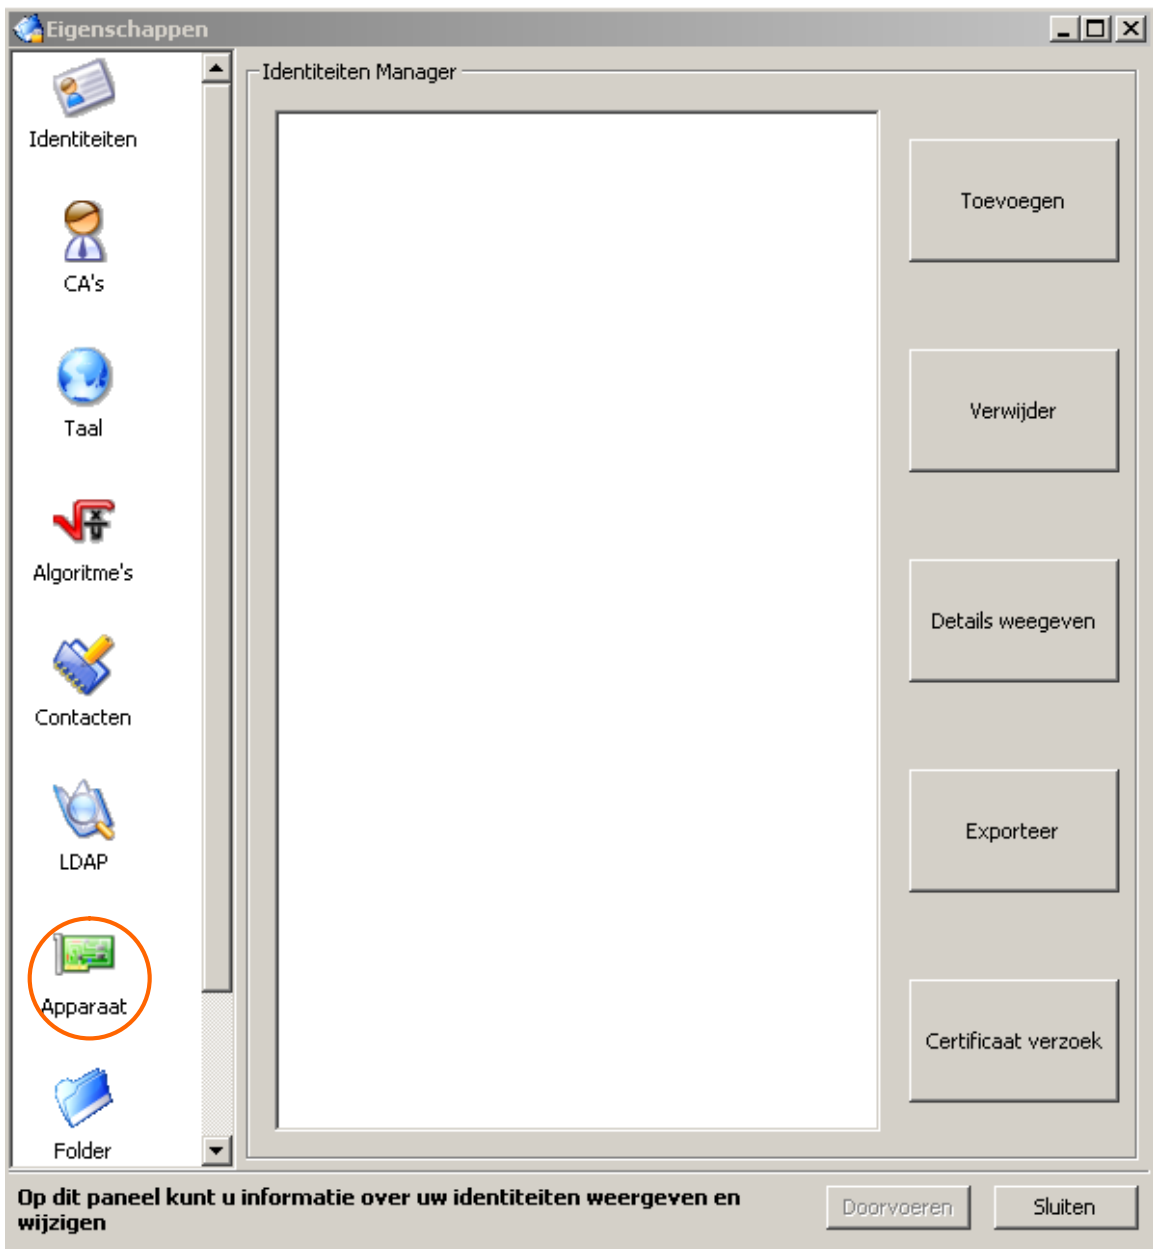 Eigenschappen
Identiteiten
CA's
Taal
Algoritme's
Contacten
LDAP
Apparaat
Folder
Identiteiten Manager
Toevoegen
Verwijder
Details weegeven
Exporteer
Certificaat verzoek
Op dit paneel kunt u informatie over uw identiteiten weergeven en
wijzigen
Doorvoeren
Sluiten